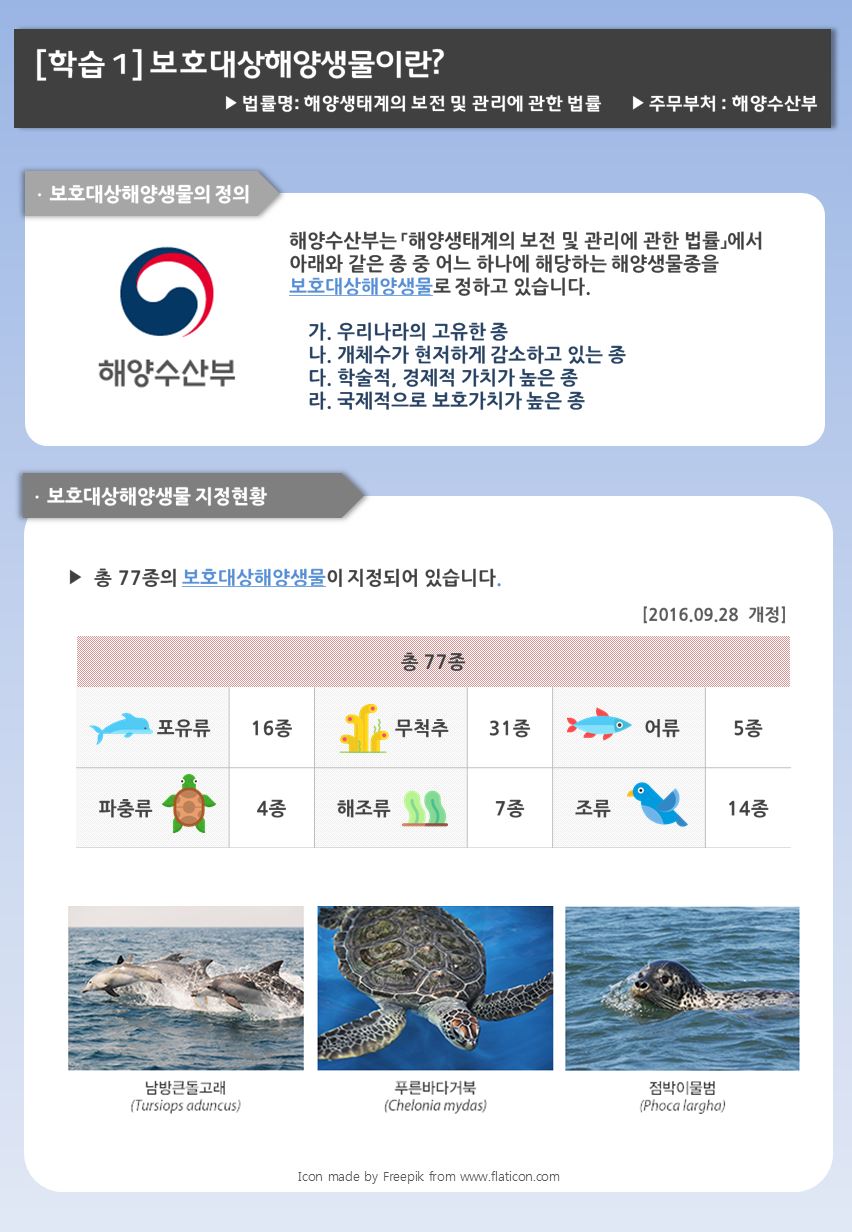 [학습 1] 보호대상해양생물이란?
▶ 법률명: 해양생태계의 보전 및 관리에 관한 법률 ▶ 주무부처 : 해양수산부
· 보호대상해양생물의 정의
해양수산부는 「해양생태계의 보전 및 관리에 관한 법률」에서
아래와 같은 종 중 어느 하나에 해당하는 해양생물종을
보호대상해양생물로 정하고 있습니다.
해양수산부
가. 우리나라의 고유한 종
나. 개체수가 현저하게 감소하고 있는 종
다. 학술적, 경제적 가치가 높은 종
라. 국제적으로 보호가치가 높은 종
· 보호대상해양생물 지정현황
▶ 총 77종의 보호대상해양생물이 지정되어 있습니다.
[2016.09.28 개정]
총 77종
포유류 16종 무척추 31종 어류 5종
파충류 4종 해조류 7종 조류 14종
남방큰돌고래 푸른바다거북 점박이물범
(Tursiops aduncus) (Chelonia mydas) (Phoca largha)
Icon made by Freepik from www.flaticon.com